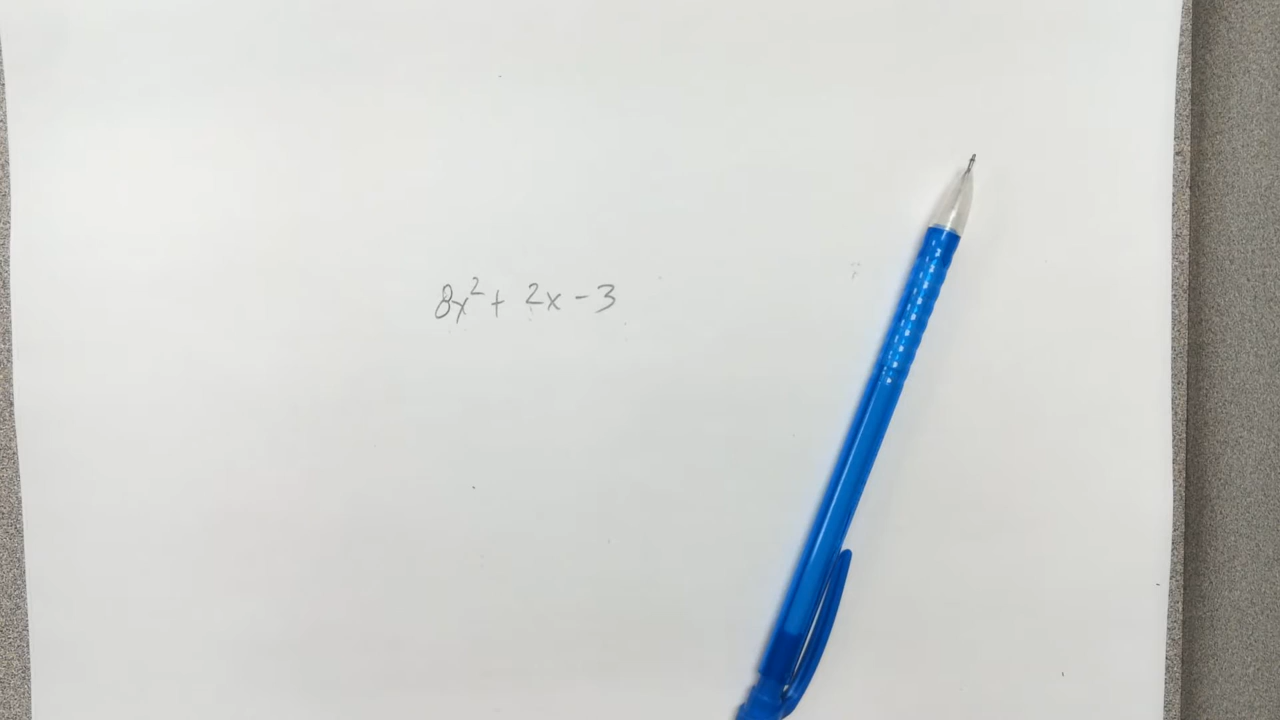 8x² + 2x - 3